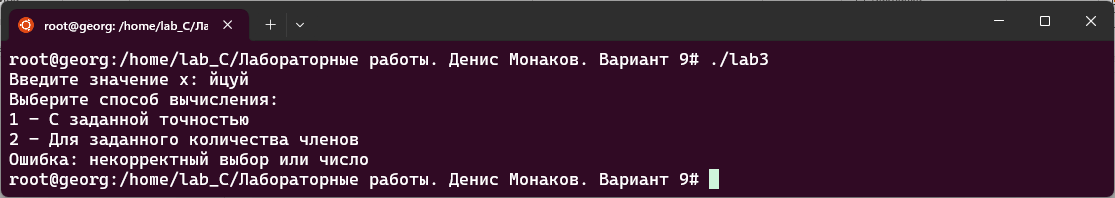 root@georg: /home/lab_C/Ла
root@georg:/home/lab_C/Лабораторные работы. Денис Монаков. Вариант 9# ./lab3
Введите значение x: йцуй
Выберите способ вычисления:
1 - С заданной точностью
2 - Для заданного количества членов
Ошибка: некорректный выбор или число
root@georg:/home/lab_C/Лабораторные работы. Денис Монаков. Вариант 9#